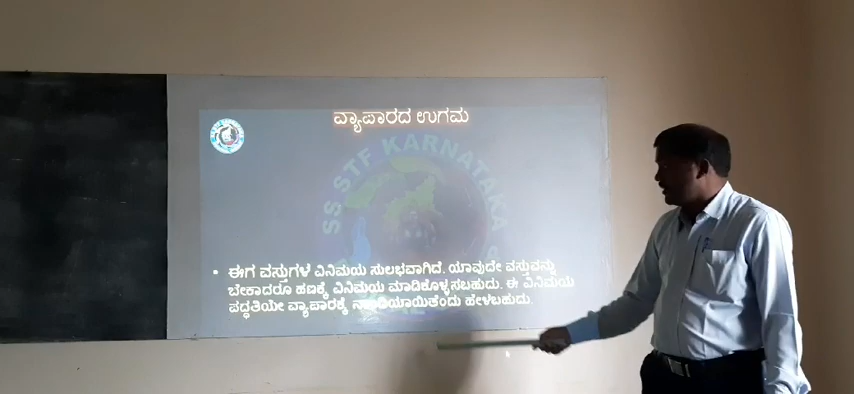 ವ್ಯಾಪಾರದ ಉಗಮ
SS STF KARNATAKA
• ಈಗ ವಸ್ತುಗಳ ವಿನಿಮಯ ಸುಲಭವಾಗಿದೆ. ಯಾವುದೇ ವಸ್ತುವನ್ನು
ಬೇಕಾದರೂ ಹಣಕ್ಕೆ ವಿನಿಮಯ ಮಾಡಿಕೊಳ್ಳಸಬಹುದು. ಈ ವಿನಿಮಯ
ಪದ್ಧತಿಯೇ ವ್ಯಾಪಾರಕ್ಕೆ ಹೇಳಬಹುದು.